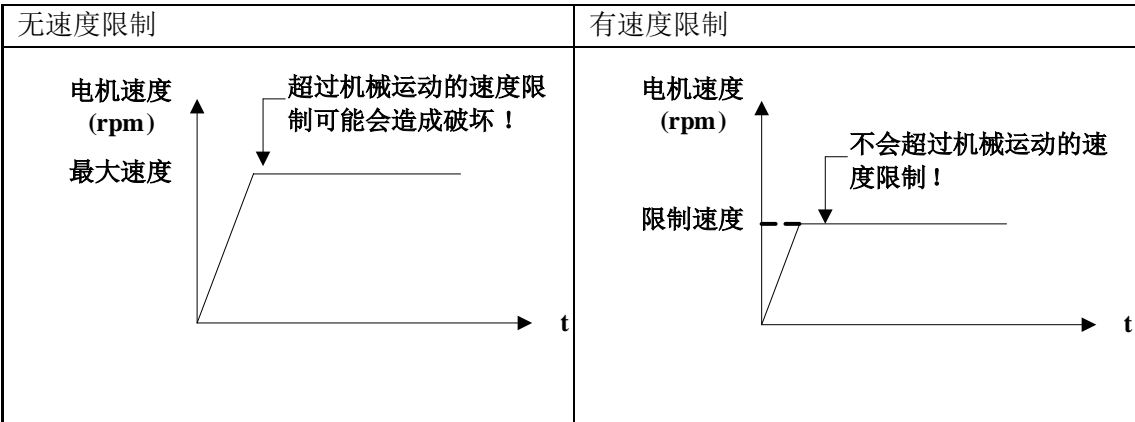 无速度限制
有速度限制
电机速度
(rpm)
超过机械运动的速度限
制可能会造成破坏！
最大速度
t
电机速度
(rpm)
不会超过机械运动的速
度限制！
限制速度
t